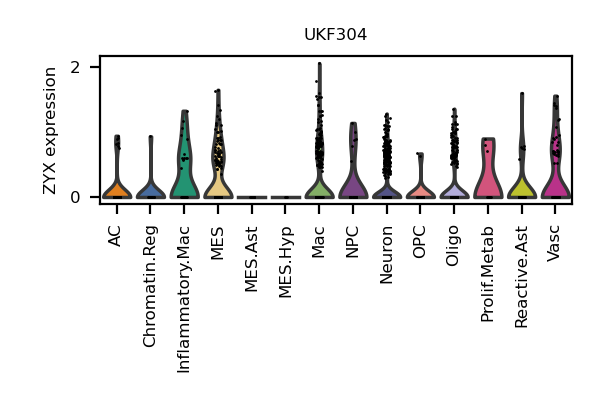 UKF304
ZYX expression
2
0
AC
Chromatin.Reg
Inflammatory.Mac
MES
MES.Ast
MES.Hyp
Mac
NPC
Neuron
OPC
Oligo
Prolif.Metab
Reactive.Ast
Vasc